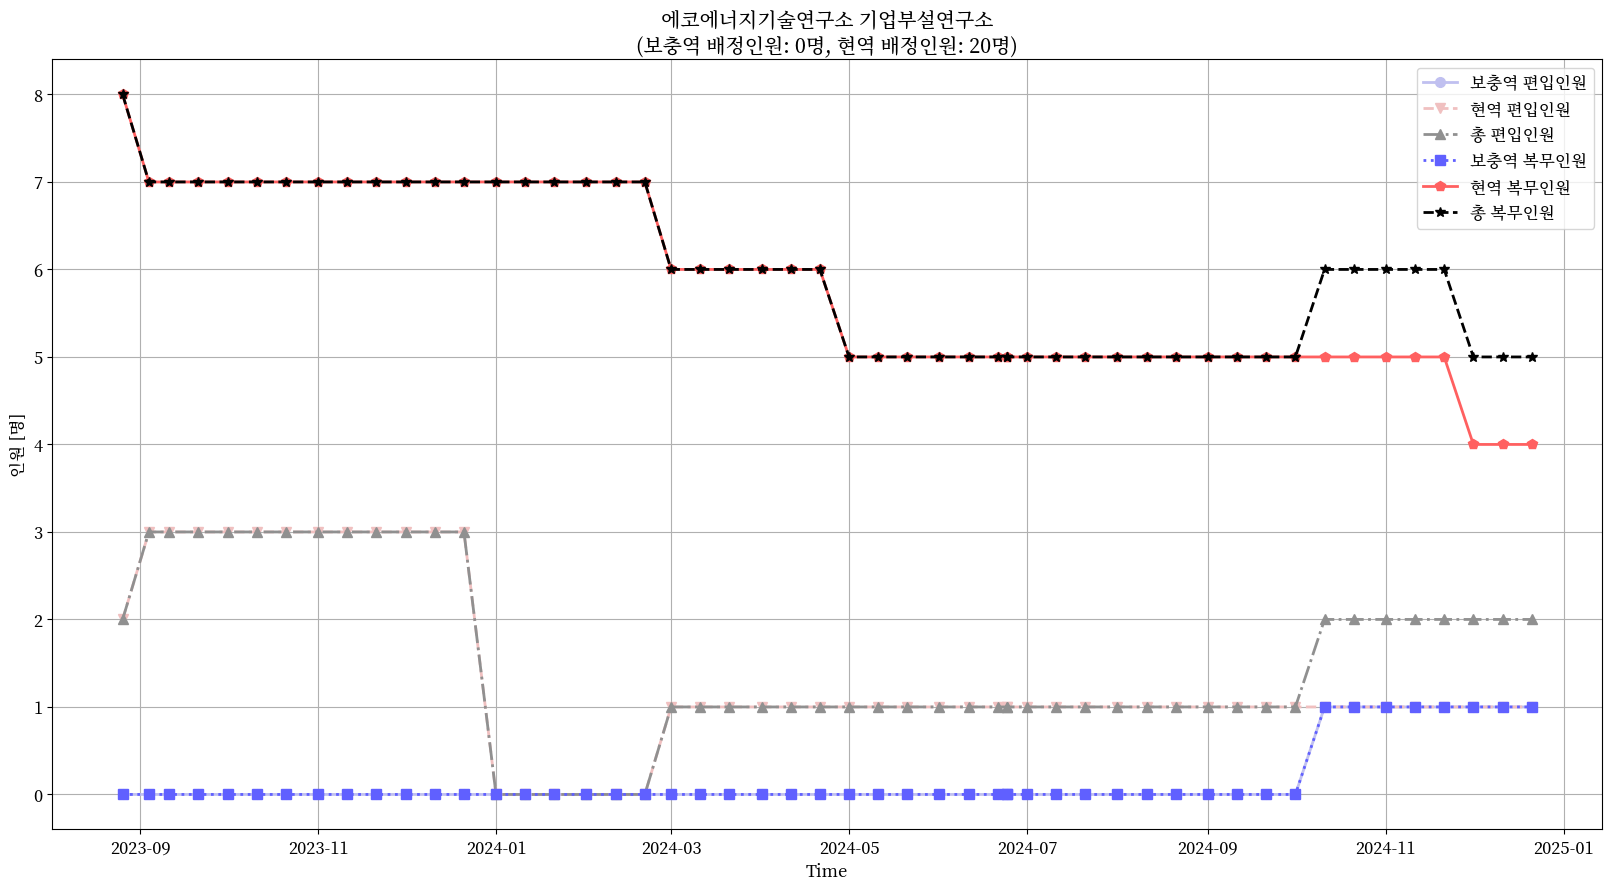 에코에너지기술연구소 기업부설연구소
(보충역 배정인원: 0명, 현역 배정인원: 20명)
보충역 편입인원
현역 편입인원
총 편입인원
보충역 복무인원
현역 복무인원
총 복무인원
8
7
6
5
4
3
2
1
0
인원 [명]
2023-09
2023-11
2024-01
2024-03
2024-05
2024-07
2024-09
2024-11
2025-01
Time